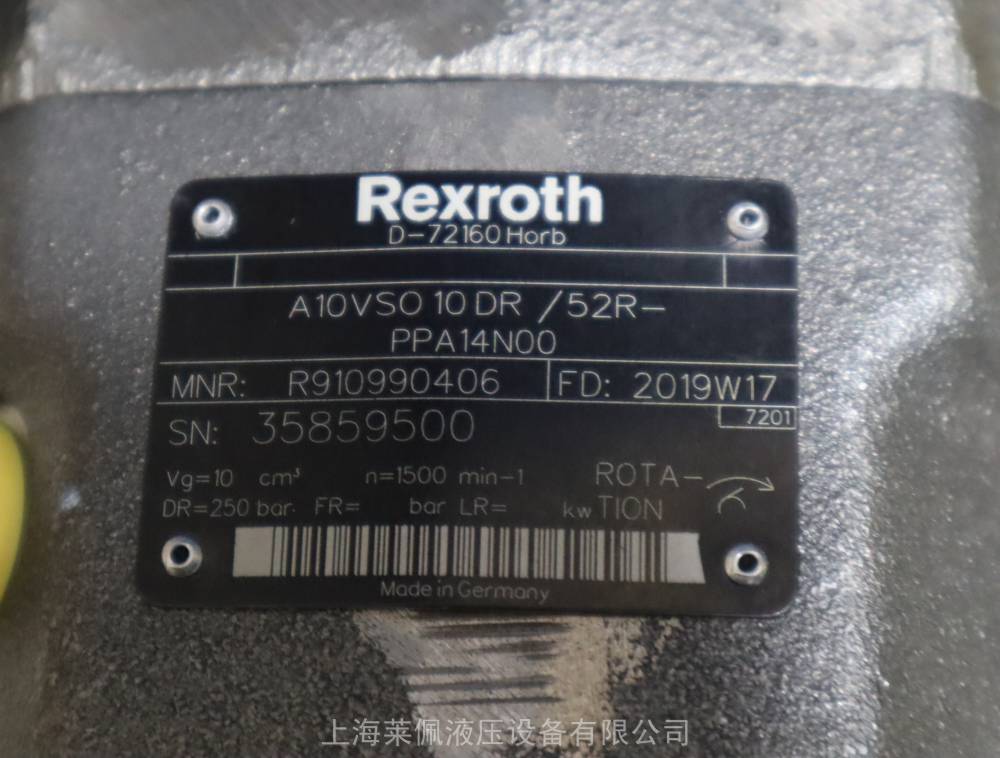 Rexroth
D-72160 Horb
A10VSO 10 DR /52R-
PPA14N00
MNR: R910990406 FD: 2019W17
7201
SN: 35859500
Vg=10 cm³ n=1500 min-1 ROTA-
DR=250 bar. FR= bar LR= kw TION
Made in Germany
上海莱佩液压设备有限公司